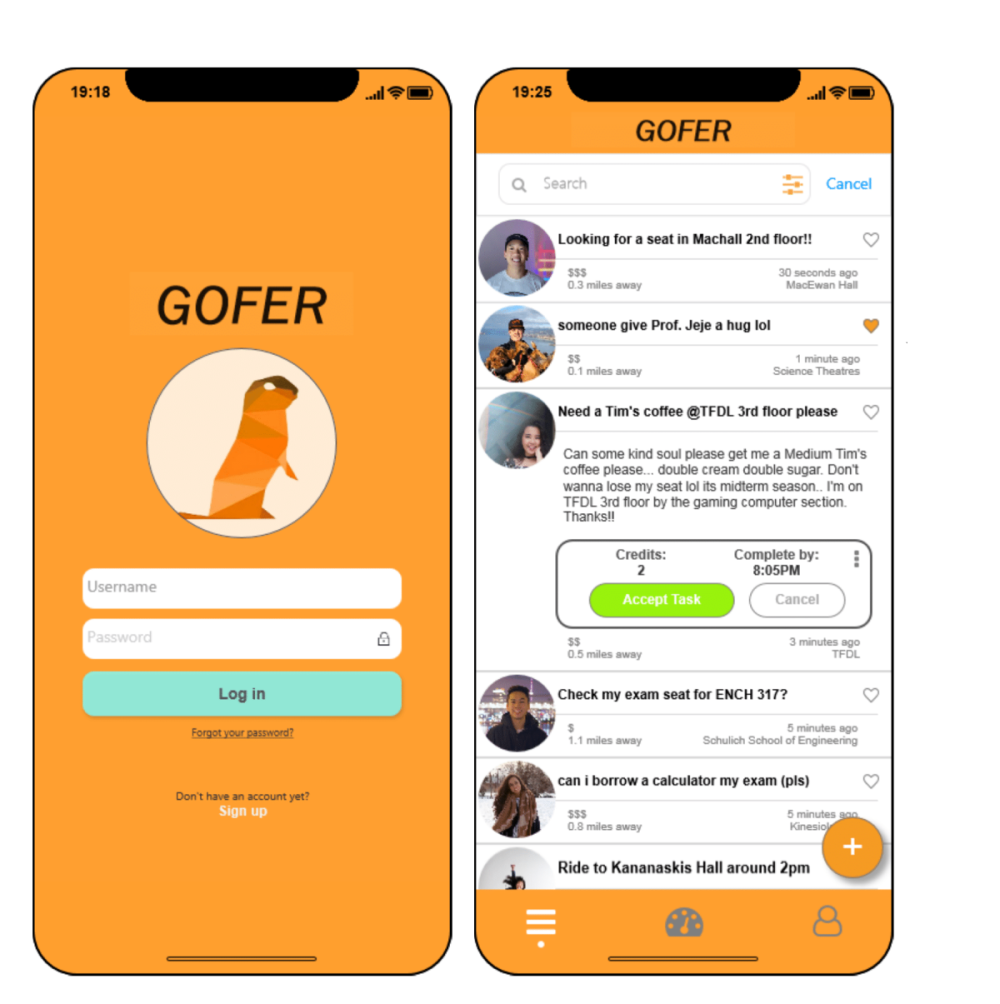 19:18
GOFER
Username
Password
Log in
Forgot your password?
Don't have an account yet?
Sign up
19:25
GOFER
Search
Cancel
Looking for a seat in Machall 2nd floor!!
$$$ 30 seconds ago
0.3 miles away MacEwan Hall
someone give Prof. Jeje a hug lol
$$ 1 minute ago
0.1 miles away Science Theatres
Need a Tim's coffee @TFDL 3rd floor please
Can some kind soul please get me a Medium Tim's
coffee please... double cream double sugar. Don't
wanna lose my seat lol its midterm season.. I'm on
TFDL 3rd floor by the gaming computer section.
Thanks!!
Credits: Complete by:
2 8:05PM
Accept Task Cancel
$$ 3 minutes ago
0.5 miles away TFDL
Check my exam seat for ENCH 317?
$ 5 minutes ago
1.1 miles away Schulich School of Engineering
can i borrow a calculator my exam (pls)
$$$ 5 minutes ago
0.8 miles away
Ride to Kananaskis Hall around 2pm
+